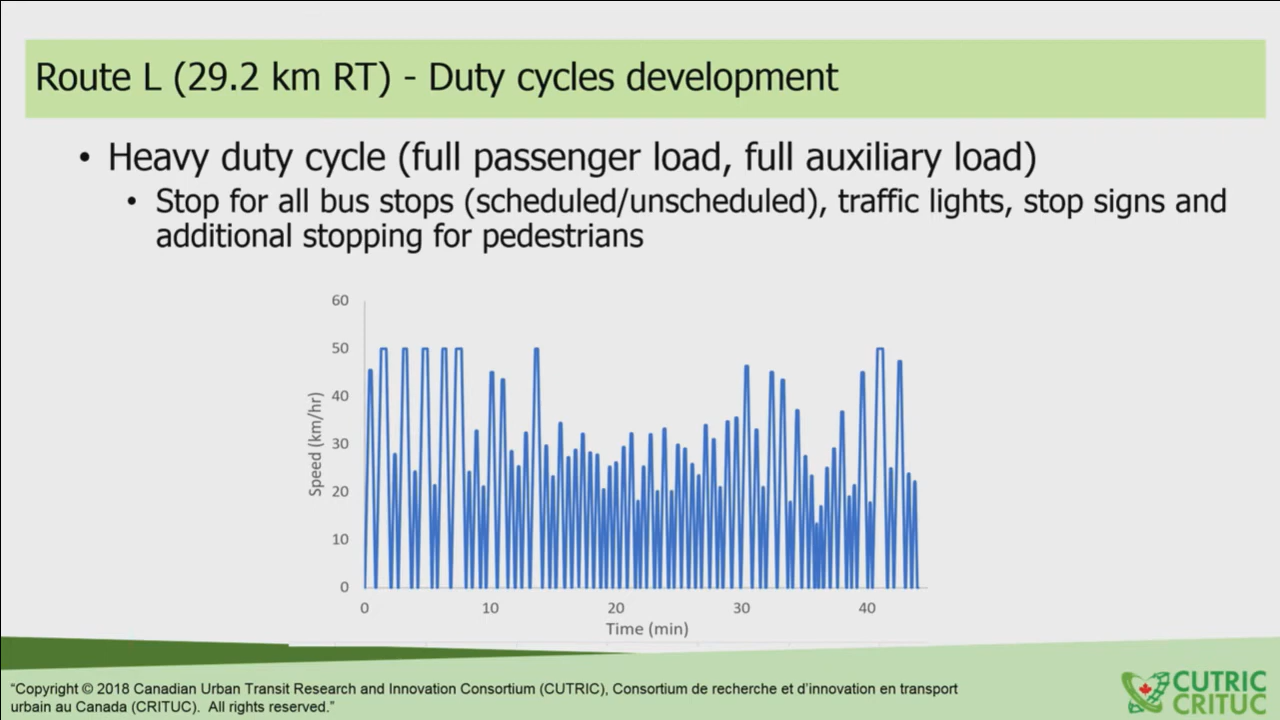 Route L (29.2 km RT) - Duty cycles development
• Heavy duty cycle (full passenger load, full auxiliary load)
• Stop for all bus stops (scheduled/unscheduled), traffic lights, stop signs and
additional stopping for pedestrians
60
50
40
30
20
10
0
Speed (km/hr)
0 10 20 30 40
Time (min)
“Copyright © 2018 Canadian Urban Transit Research and Innovation Consortium (CUTRIC), Consortium de recherche et d’innovation en transport
urbain au Canada (CRITUC). All rights reserved.”
CUTRIC
CRITUC